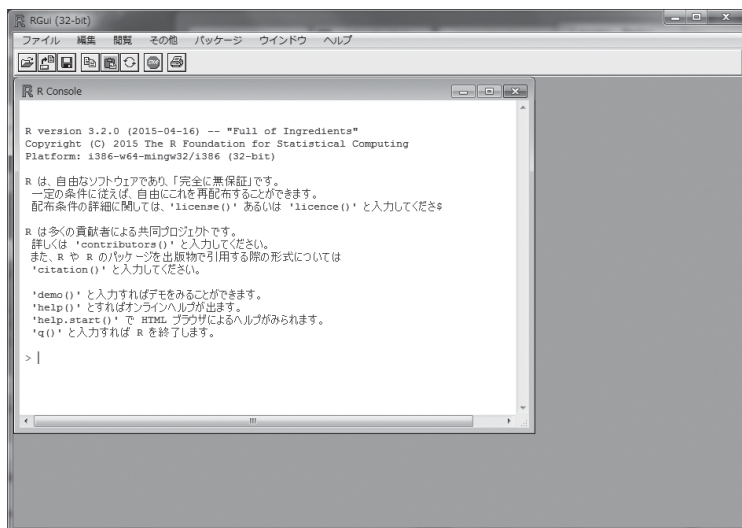 RGui (32-bit)
ファイル 編集 閲覧 その他 パッケージ ウインドウ ヘルプ
STOP
R Console
R version 3.2.0 (2015-04-16) -- "Full of Ingredients"
Copyright (C) 2015 The R Foundation for Statistical Computing
Platform: i386-w64-mingw32/i386 (32-bit)
R は、自由なソフトウェアであり、「完全に無保証」です。
一定の条件に従えば、自由にこれを再配布することができます。
配布条件の詳細に関しては、'license()' あるいは 'licence()' と入力してくださ$
R は多くの貢献者による共同プロジェクトです。
詳しくは 'contributors()' と入力してください。
また、R や R のパッケージを出版物で引用する際の形式については
'citation()' と入力してください。
'demo()' と入力すればデモをみることができます。
'help()' とすればオンラインヘルプが出ます。
'help.start()' で HTML ブラウザによるヘルプがみられます。
'q()' と入力すれば R を終了します。
>